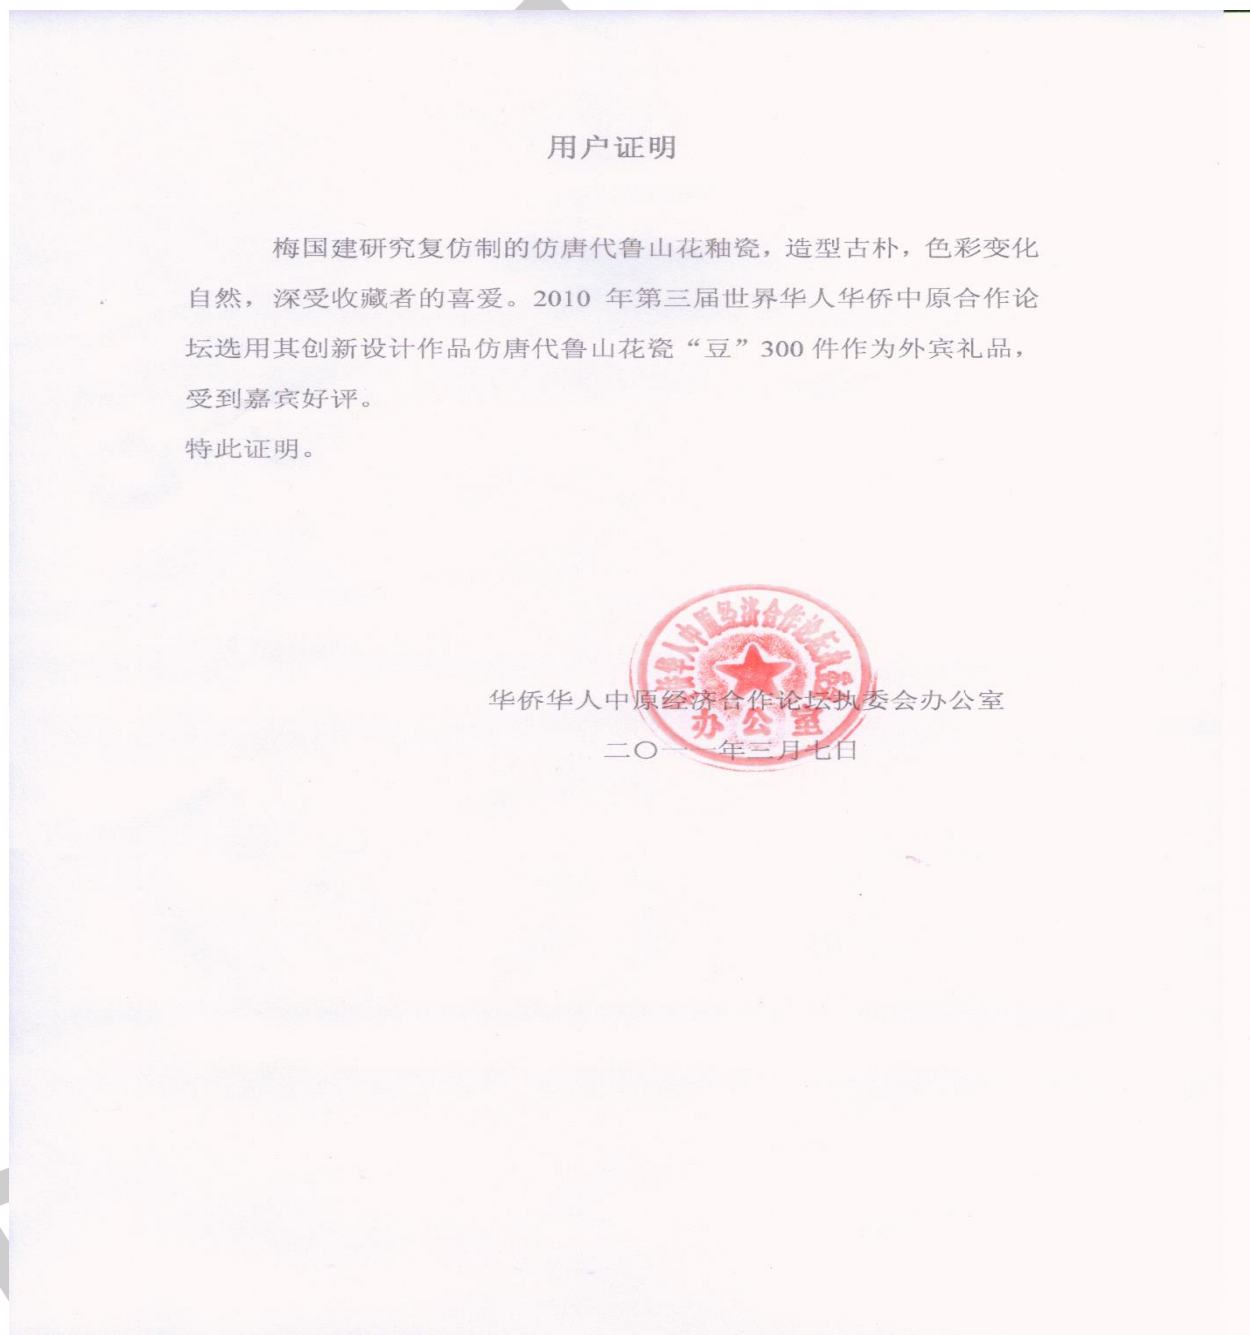 用户证明
梅国建研究复仿制的仿唐代鲁山花釉瓷，造型古朴，色彩变化
自然，深受收藏者的喜爱。2010 年第三届世界华人华侨中原合作论
坛选用其创新设计作品仿唐代鲁山花瓷“豆”300 件作为外宾礼品，
受到嘉宾好评。
特此证明。
华侨华人中原经济合作论坛执委会办公室
办公室
二〇一一年三月七日